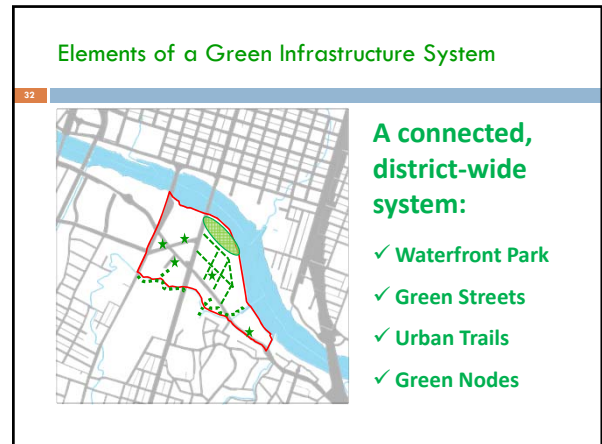 Elements of a Green Infrastructure System
32
A connected,
district-wide
system:
✓ Waterfront Park
✓ Green Streets
✓ Urban Trails
✓ Green Nodes